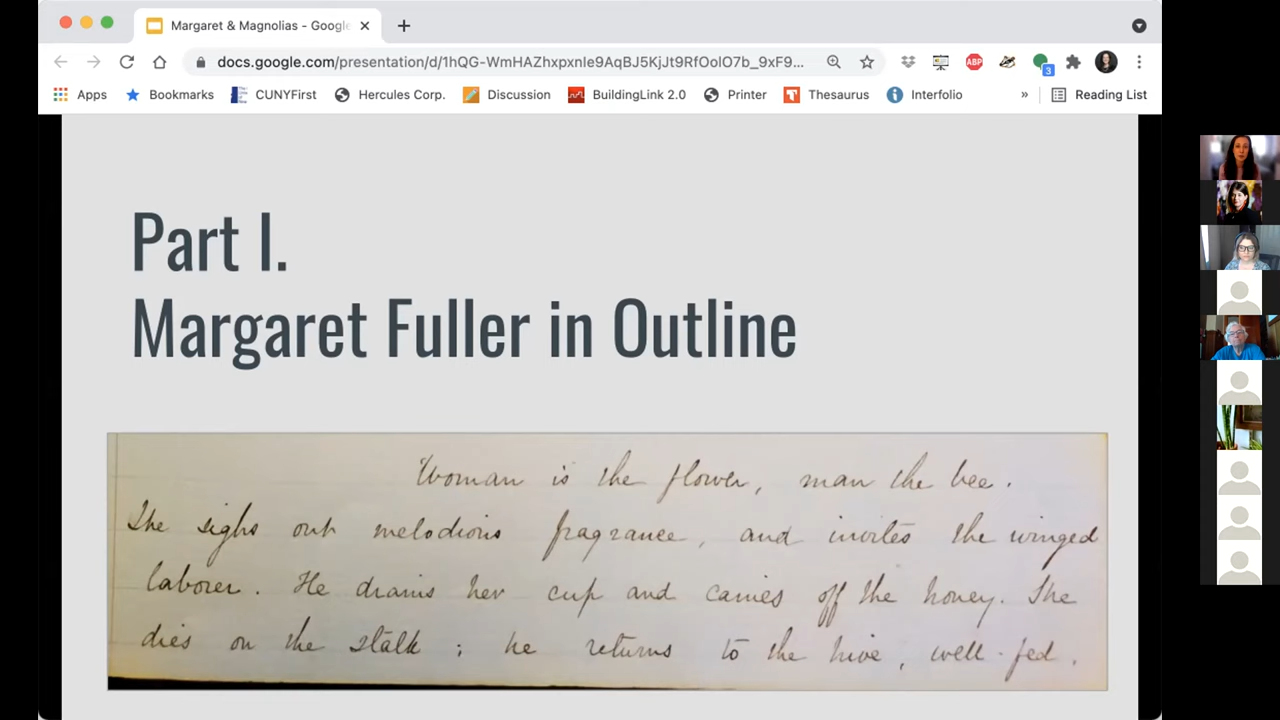 Margaret & Magnolias - Google
docs.google.com/presentation/d/1hQG-WmHAZhxpxnle9AqBJ5KjJt9RfOolO7b_9xF9...
ABP
3
Apps Bookmarks CUNYFirst Hercules Corp. Discussion BuildingLink 2.0 Printer Thesaurus Interfolio » Reading List
Part I.
Margaret Fuller in Outline
Woman is the flower, man the bee.
She sighs out melodious fragrance, and invites the winged
laborer. He drains her cup and carries off the honey. She
dies on the stalk; he returns to the hive, well-fed.